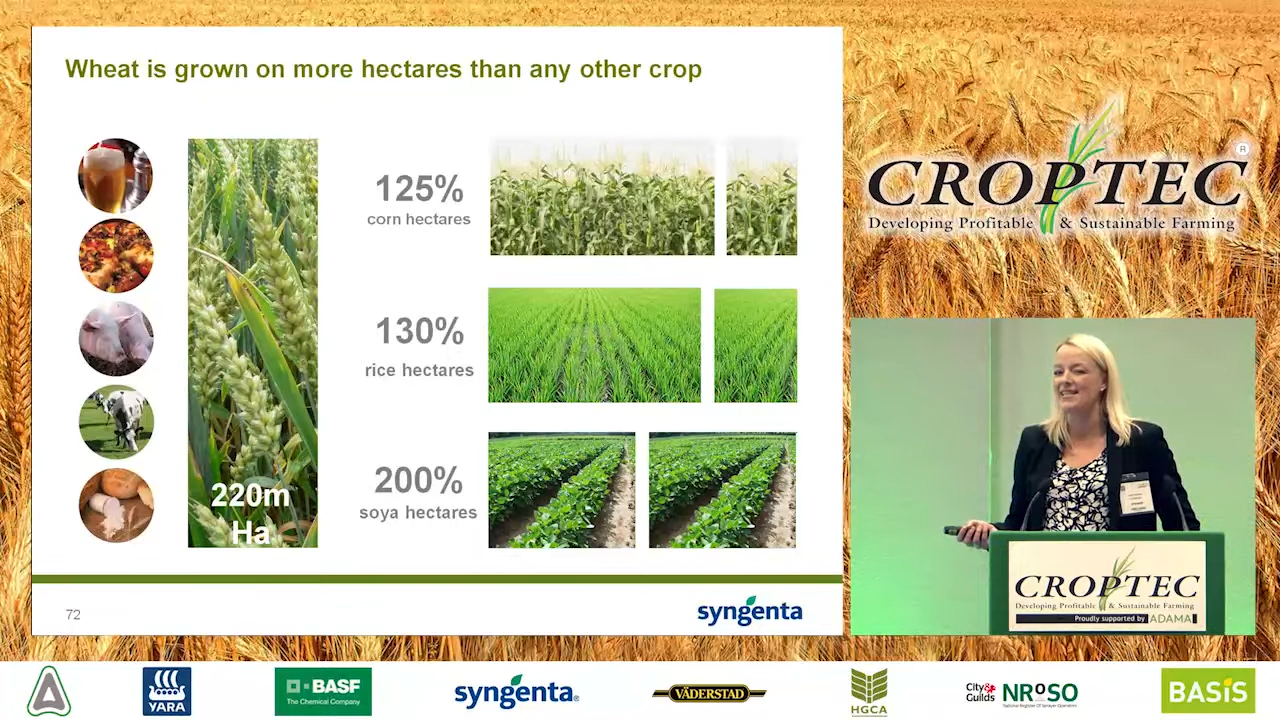 Wheat is grown on more hectares than any other crop
220m
Ha
125%
corn hectares
130%
rice hectares
200%
soya hectares
72
syngenta
CROPTEC
R
Developing Profitable & Sustainable Farming
CROPTEC
Developing Profitable & Sustainable Farming
Proudly supported by ADAMA
YARA
BASF
The Chemical Company
syngenta®
VÄDERSTAD
HGCA
City&
Guilds
NRoSO
National Register Of Sprayer Operators
BASiS